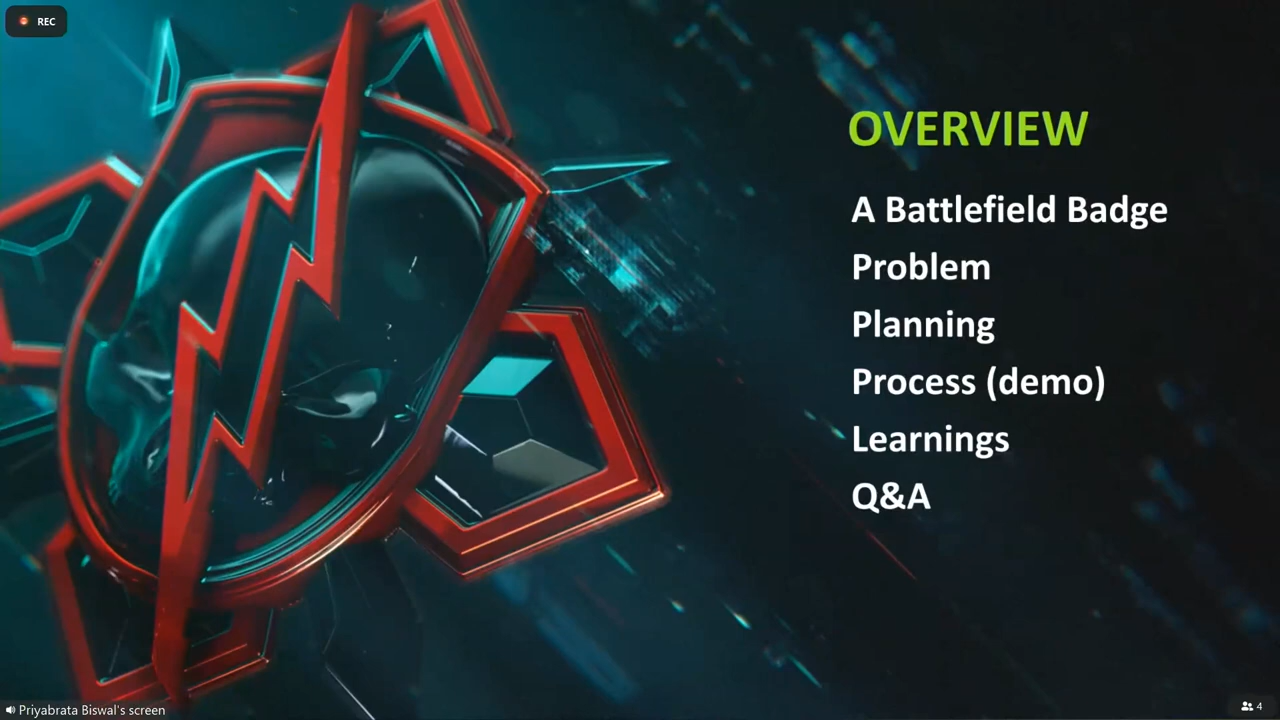 REC
OVERVIEW
A Battlefield Badge
Problem
Planning
Process (demo)
Learnings
Q&A
Priyabrata Biswal's screen
4